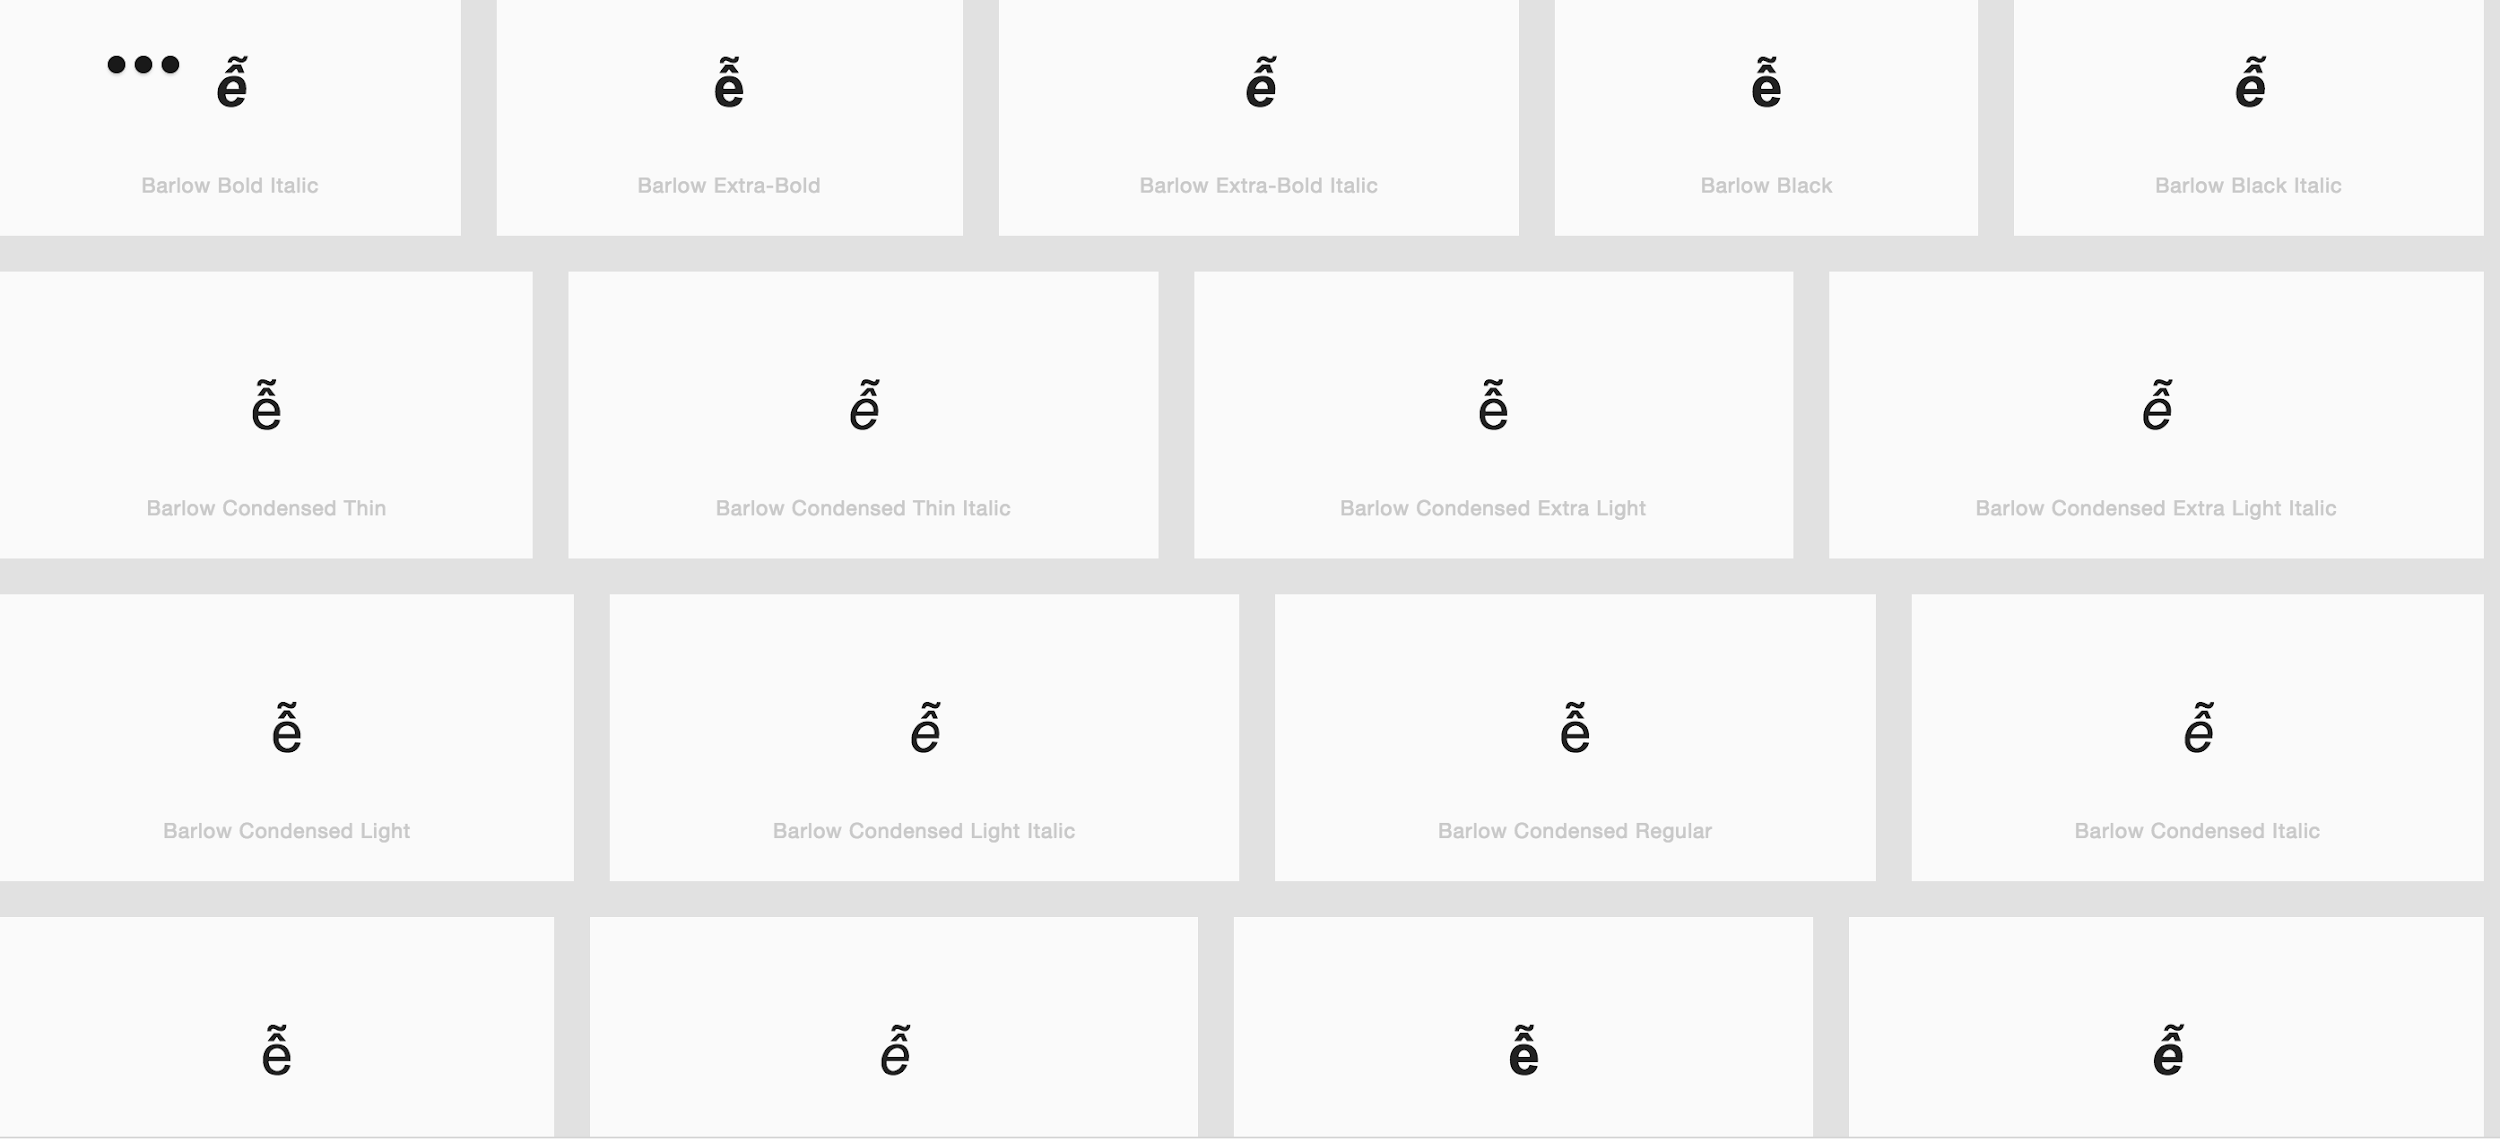 ••• ễ ễ ễ ễ ễ
Barlow Bold Italic Barlow Extra-Bold Barlow Extra-Bold Italic Barlow Black Barlow Black Italic
ễ ễ ễ ễ
Barlow Condensed Thin Barlow Condensed Thin Italic Barlow Condensed Extra Light Barlow Condensed Extra Light Italic
ễ ễ ễ ễ
Barlow Condensed Light Barlow Condensed Light Italic Barlow Condensed Regular Barlow Condensed Italic
ễ ễ ễ ễ